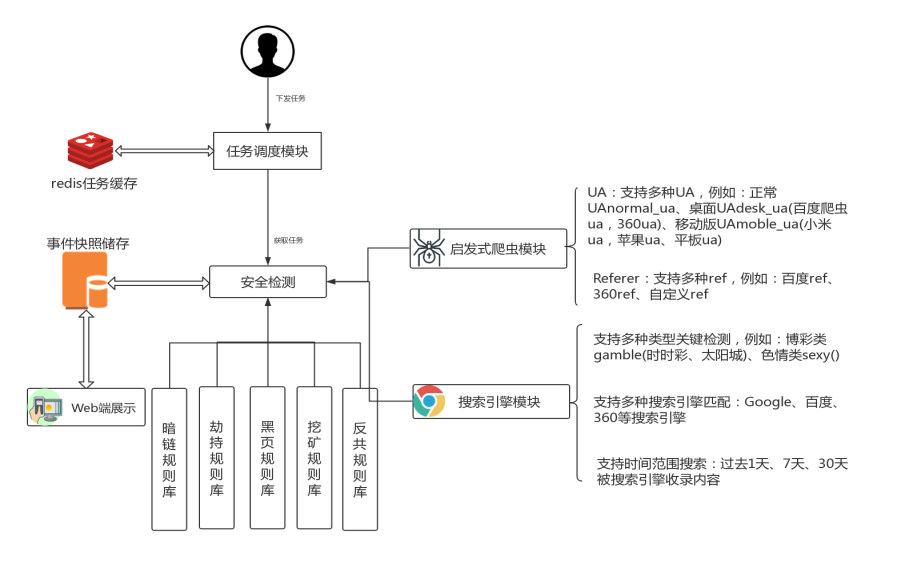 下发任务
任务调度模块
redis任务缓存
获取任务
事件快照储存
安全检测
Web端展示
暗链规则库
劫持规则库
黑页规则库
挖矿规则库
反共规则库
启发式爬虫模块
UA：支持多种UA，例如：正常
UAnormal_ua、桌面UAdesk_ua(百度爬虫
ua，360ua)、移动版UAmoble_ua(小米
ua，苹果ua、平板ua)
Referer：支持多种ref，例如：百度ref、
360ref、自定义ref
搜索引擎模块
支持多种类型关键检测，例如：博彩类
gamble(时时彩、太阳城)、色情类sexy()
支持多种搜索引擎匹配：Google、百度、
360等搜索引擎
支持时间范围搜索：过去1天、7天、30天
被搜索引擎收录内容